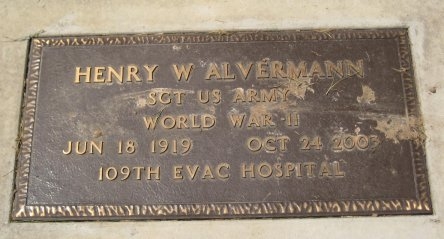 HENRY W ALVERMANN
SGT US ARMY
WORLD WAR II
JUN 18 1919 OCT 24 2003
109TH EVAC HOSPITAL